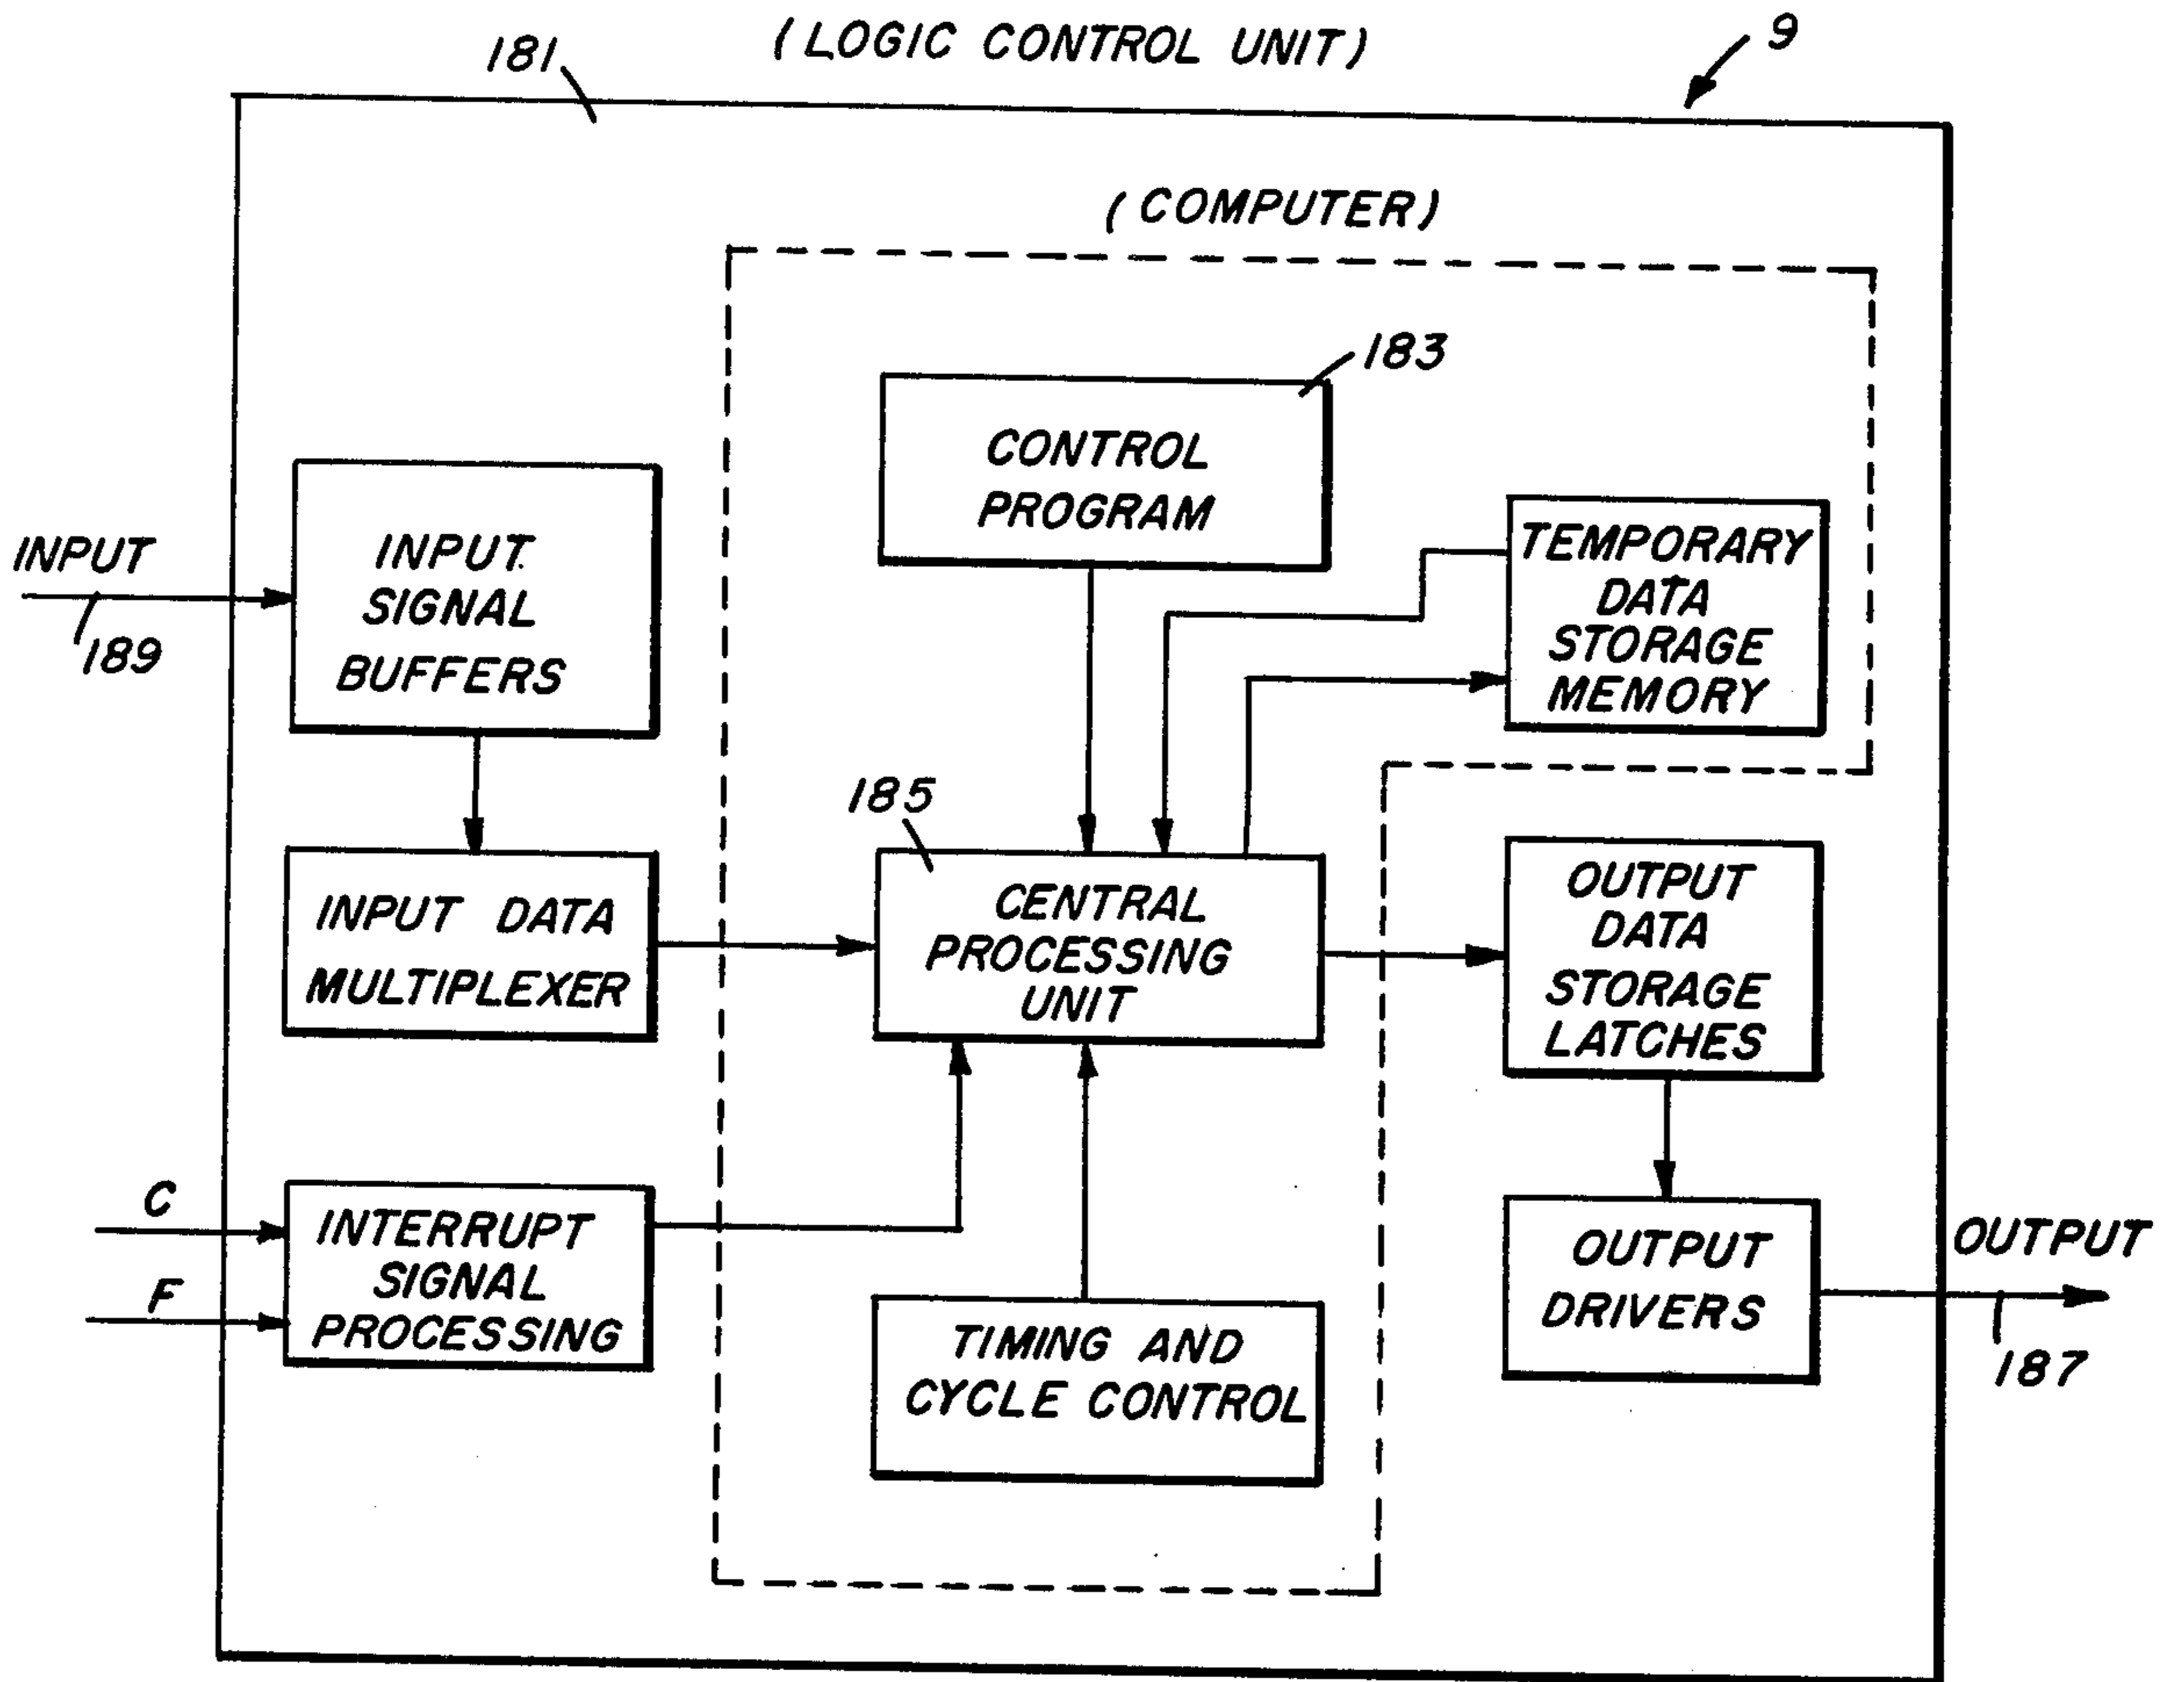 (LOGIC CONTROL UNIT)
9
181
(COMPUTER)
183
CONTROL
PROGRAM
INPUT
189
INPUT
SIGNAL
BUFFERS
TEMPORARY
DATA
STORAGE
MEMORY
185
INPUT DATA
MULTIPLEXER
CENTRAL
PROCESSING
UNIT
OUTPUT
DATA
STORAGE
LATCHES
C
F
INTERRUPT
SIGNAL
PROCESSING
TIMING AND
CYCLE CONTROL
OUTPUT
DRIVERS
OUTPUT
187